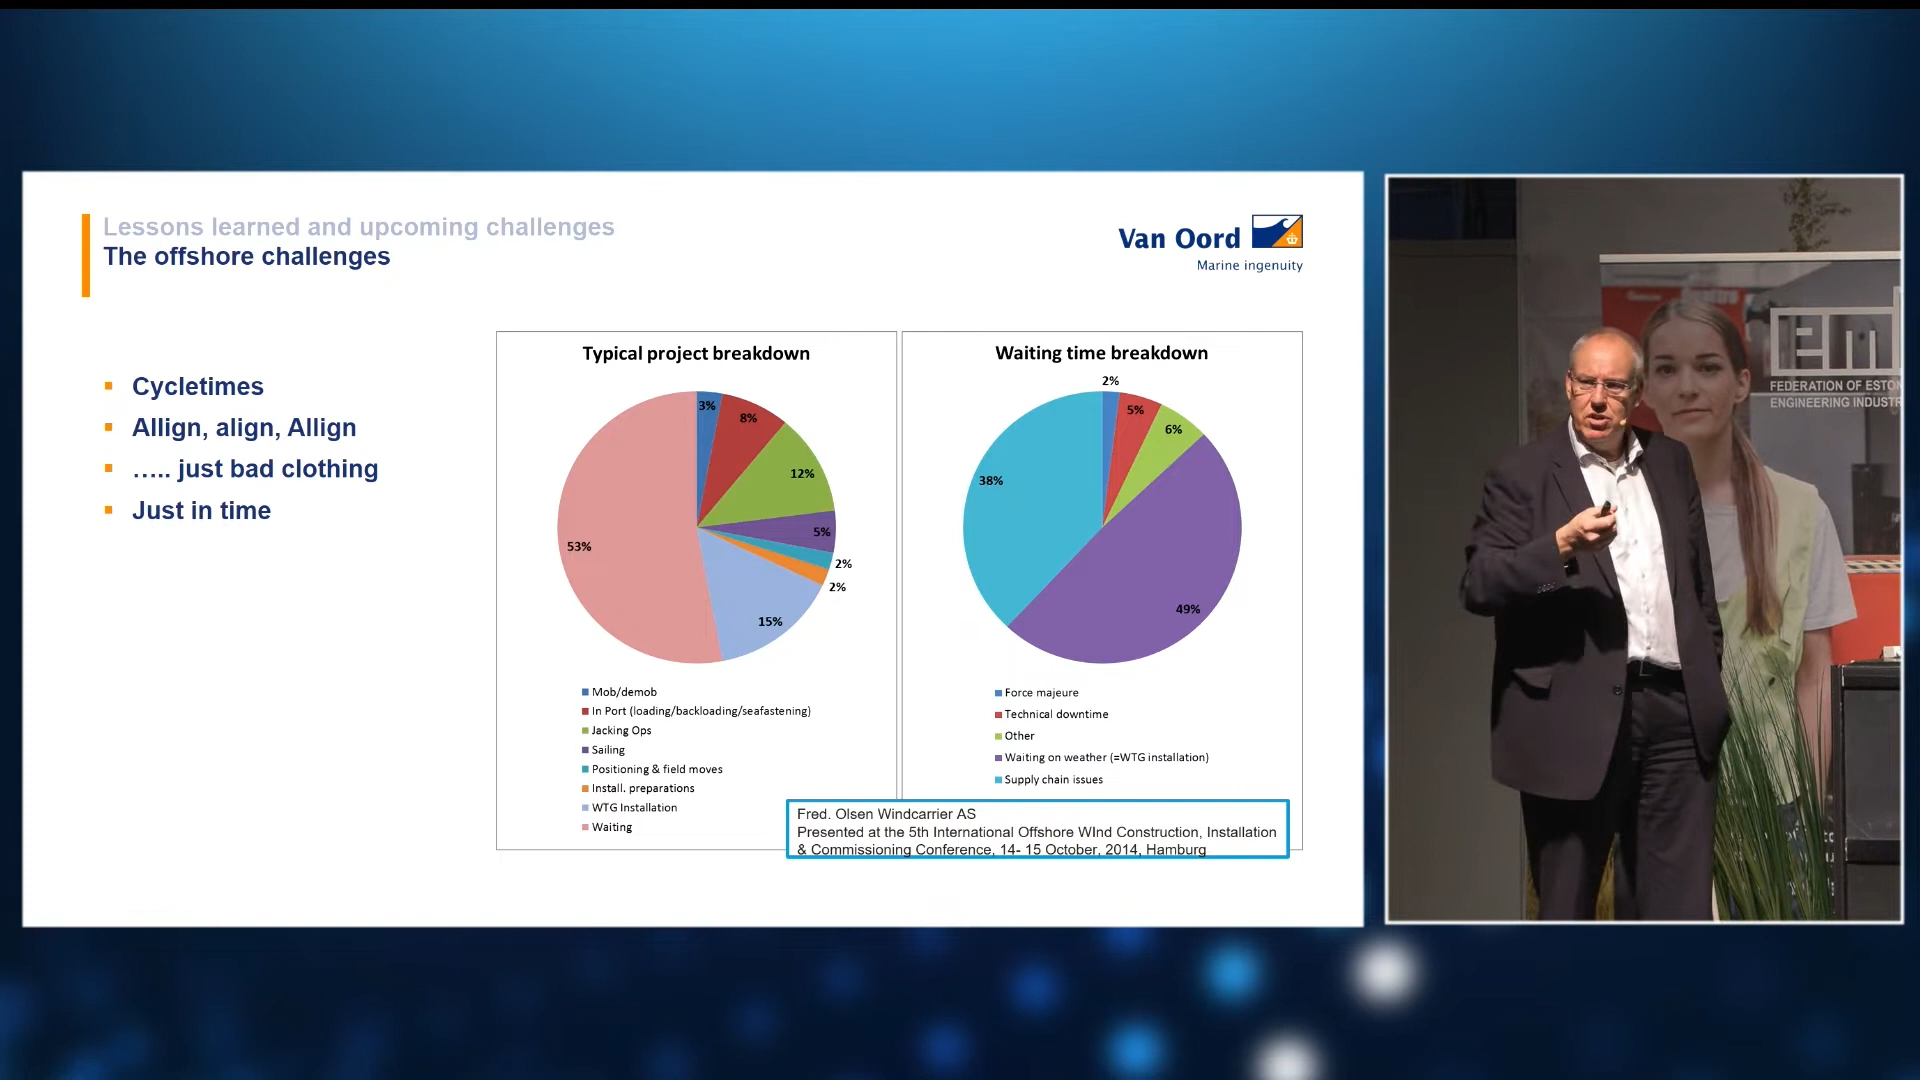 Lessons learned and upcoming challenges
The offshore challenges
Van Oord
Marine ingenuity
Cycletimes
Allign, align, Allign
….. just bad clothing
Just in time
Typical project breakdown
3%
8%
12%
5%
2%
2%
15%
53%
Mob/demob
In Port (loading/backloading/seafastening)
Jacking Ops
Sailing
Positioning & field moves
Install. preparations
WTG Installation
Waiting
Waiting time breakdown
2%
5%
6%
49%
38%
Force majeure
Technical downtime
Other
Waiting on weather (=WTG installation)
Supply chain issues
Fred. Olsen Windcarrier AS
Presented at the 5th International Offshore WInd Construction, Installation
& Commissioning Conference, 14- 15 October, 2014, Hamburg
FEDERATION OF ESTO
ENGINEERING INDUSTR